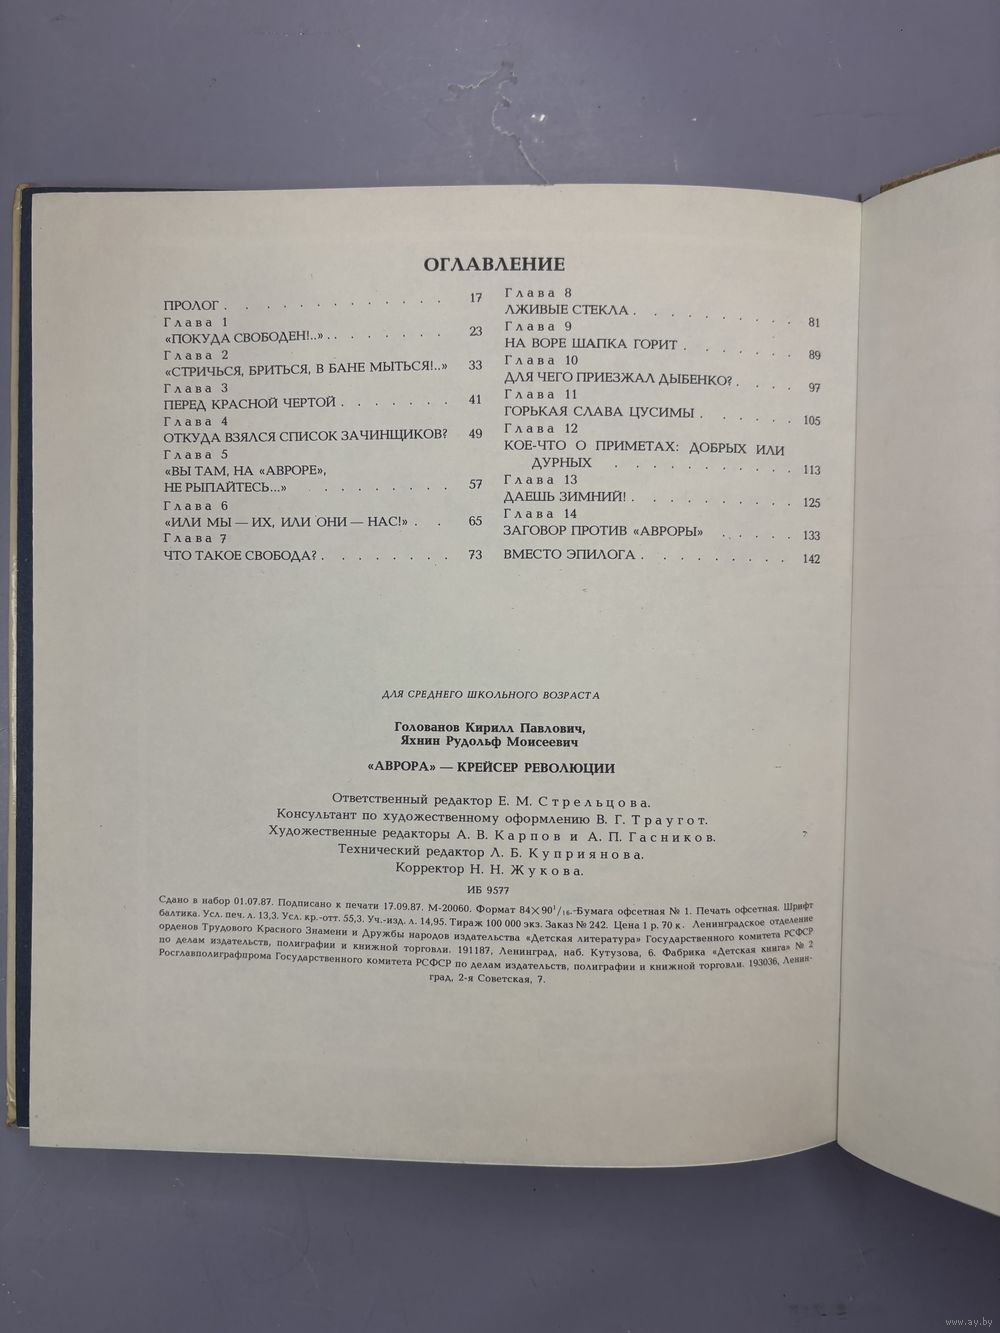 ОГЛАВЛЕНИЕ
ПРОЛОГ . . . . . . . . . . . . . 17
Глава 1
«ПОКУДА СВОБОДЕН!..» . . . . . . . . . 23
Глава 2
«СТРИЧЬСЯ, БРИТЬСЯ, В БАНЕ МЫТЬСЯ!..» 33
Глава 3
ПЕРЕД КРАСНОЙ ЧЕРТОЙ . . . . . . . 41
Глава 4
ОТКУДА ВЗЯЛСЯ СПИСОК ЗАЧИНЩИКОВ? 49
Глава 5
«ВЫ ТАМ, НА «АВРОРЕ»,
НЕ РЫПАЙТЕСЬ...» . . . . . . . . . 57
Глава 6
«ИЛИ МЫ — ИХ, ИЛИ ОНИ — НАС!» . . 65
Глава 7
ЧТО ТАКОЕ СВОБОДА? . . . . . . . . 73
Глава 8
ЛЖИВЫЕ СТЕКЛА . . . . . . . . . 81
Глава 9
НА ВОРЕ ШАПКА ГОРИТ . . . . . . . 89
Глава 10
ДЛЯ ЧЕГО ПРИЕЗЖАЛ ДЫБЕНКО? . . . . 97
Глава 11
ГОРЬКАЯ СЛАВА ЦУСИМЫ . . . . . . 105
Глава 12
КОЕ-ЧТО О ПРИМЕТАХ: ДОБРЫХ ИЛИ
ДУРНЫХ . . . . . . . . . . 113
Глава 13
ДАЕШЬ ЗИМНИЙ! . . . . . . . . . 125
Глава 14
ЗАГОВОР ПРОТИВ «АВРОРЫ» . . . . . 133
ВМЕСТО ЭПИЛОГА . . . . . . . . . 142
ДЛЯ СРЕДНЕГО ШКОЛЬНОГО ВОЗРАСТА
Голованов Кирилл Павлович,
Яхнин Рудольф Моисеевич
«АВРОРА» — КРЕЙСЕР РЕВОЛЮЦИИ
Ответственный редактор Е. М. Стрельцова.
Консультант по художественному оформлению В. Г. Траугот.
Художественные редакторы А. В. Карпов и А. П. Гасников.
Технический редактор Л. Б. Куприянова.
Корректор Н. Н. Жукова.
ИБ 9577
Сдано в набор 01.07.87. Подписано к печати 17.09.87. М-20060. Формат 84×90¹/₁₆. Бумага офсетная № 1. Печать офсетная. Шрифт
балтика. Усл. печ. л. 13,3. Усл. кр.-отт. 55,3. Уч.-изд. л. 14,95. Тираж 100 000 экз. Заказ № 242. Цена 1 р. 70 к. Ленинградское отделение
орденов Трудового Красного Знамени и Дружбы народов издательства «Детская литература» Государственного комитета РСФСР
по делам издательств, полиграфии и книжной торговли. 191187, Ленинград, наб. Кутузова, 6. Фабрика «Детская книга» № 2
Росглавполиграфпрома Государственного комитета РСФСР по делам издательств, полиграфии и книжной торговли. 193036, Ленин-
град, 2-я Советская, 7.
www.ay.by